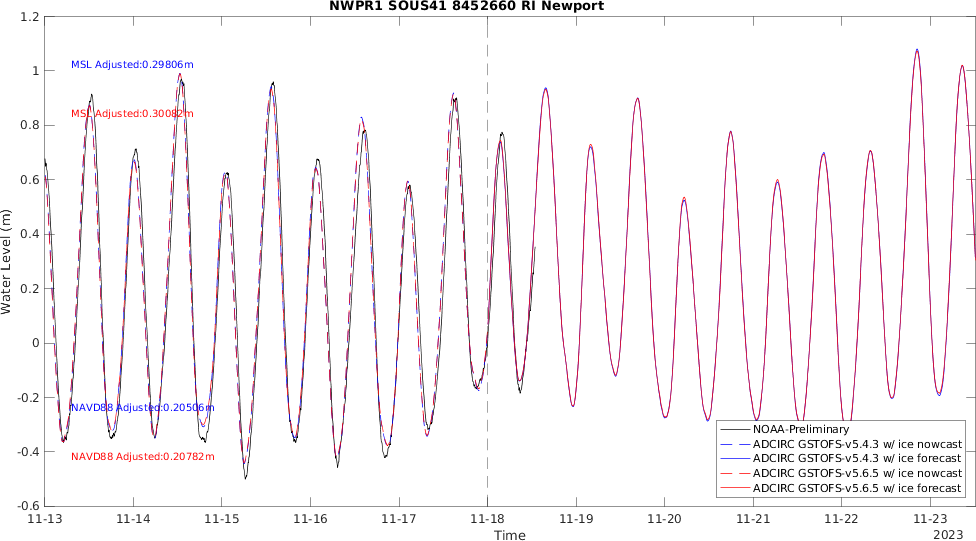 NWPR1 SOUS41 8452660 RI Newport
1.2
1
0.8
0.6
0.4
0.2
0
-0.2
-0.4
-0.6
Water Level (m)
MSL Adjusted:0.29806m
MSL Adjusted:0.30082m
NAVD88 Adjusted:0.20506m
NAVD88 Adjusted:0.20782m
NOAA-Preliminary
ADCIRC GSTOFS-v5.4.3 w/ ice nowcast
ADCIRC GSTOFS-v5.4.3 w/ ice forecast
ADCIRC GSTOFS-v5.6.5 w/ ice nowcast
ADCIRC GSTOFS-v5.6.5 w/ ice forecast
11-13 11-14 11-15 11-16 11-17 11-18 11-19 11-20 11-21 11-22 11-23
Time
2023